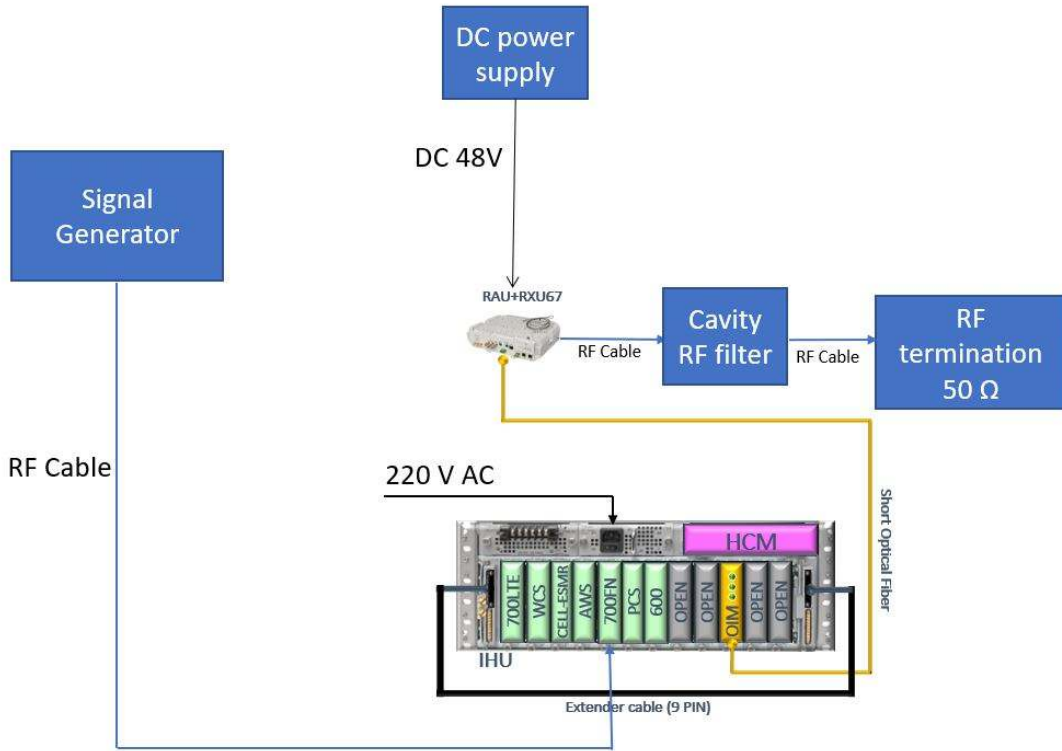 DC power
supply
DC 48V
Signal
Generator
RAU+RXU67
RF Cable
Cavity
RF filter
RF Cable
RF
termination
50 Ω
RF Cable
220 V AC
Short Optical Fiber
HCM
700LTE
WCS
CELL-ESMR
AWS
700FN
PCS
600
OPEN
OPEN
OIM
OPEN
OPEN
IHU
Extender cable (9 PIN)